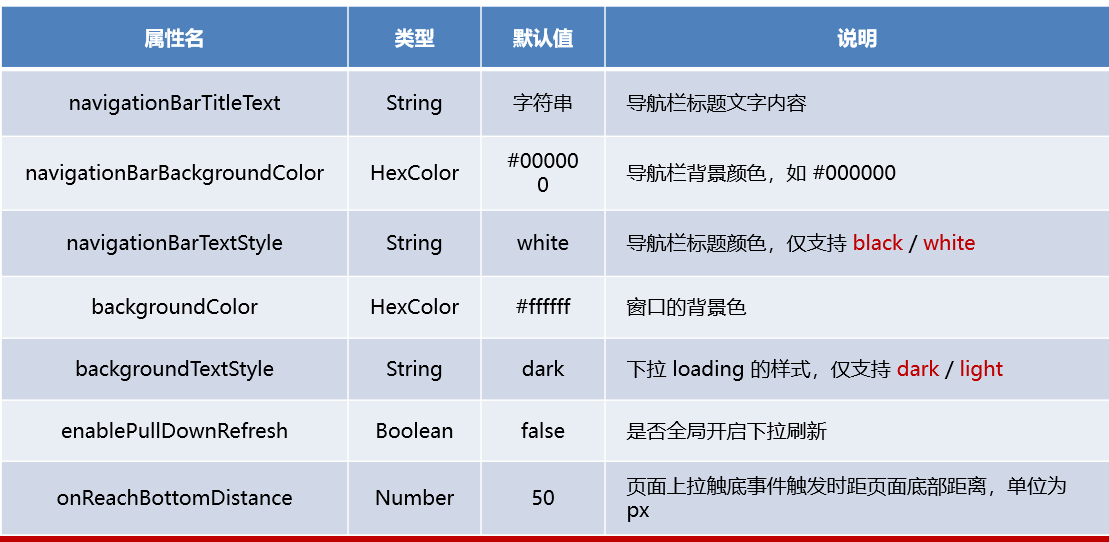 属性名 类型 默认值 说明
navigationBarTitleText String 字符串 导航栏标题文字内容
navigationBarBackgroundColor HexColor #00000
0 导航栏背景颜色，如 #000000
navigationBarTextStyle String white 导航栏标题颜色，仅支持 black / white
backgroundColor HexColor #ffffff 窗口的背景色
backgroundTextStyle String dark 下拉 loading 的样式，仅支持 dark / light
enablePullDownRefresh Boolean false 是否全局开启下拉刷新
onReachBottomDistance Number 50 页面上拉触底事件触发时距页面底部距离，单位为
px